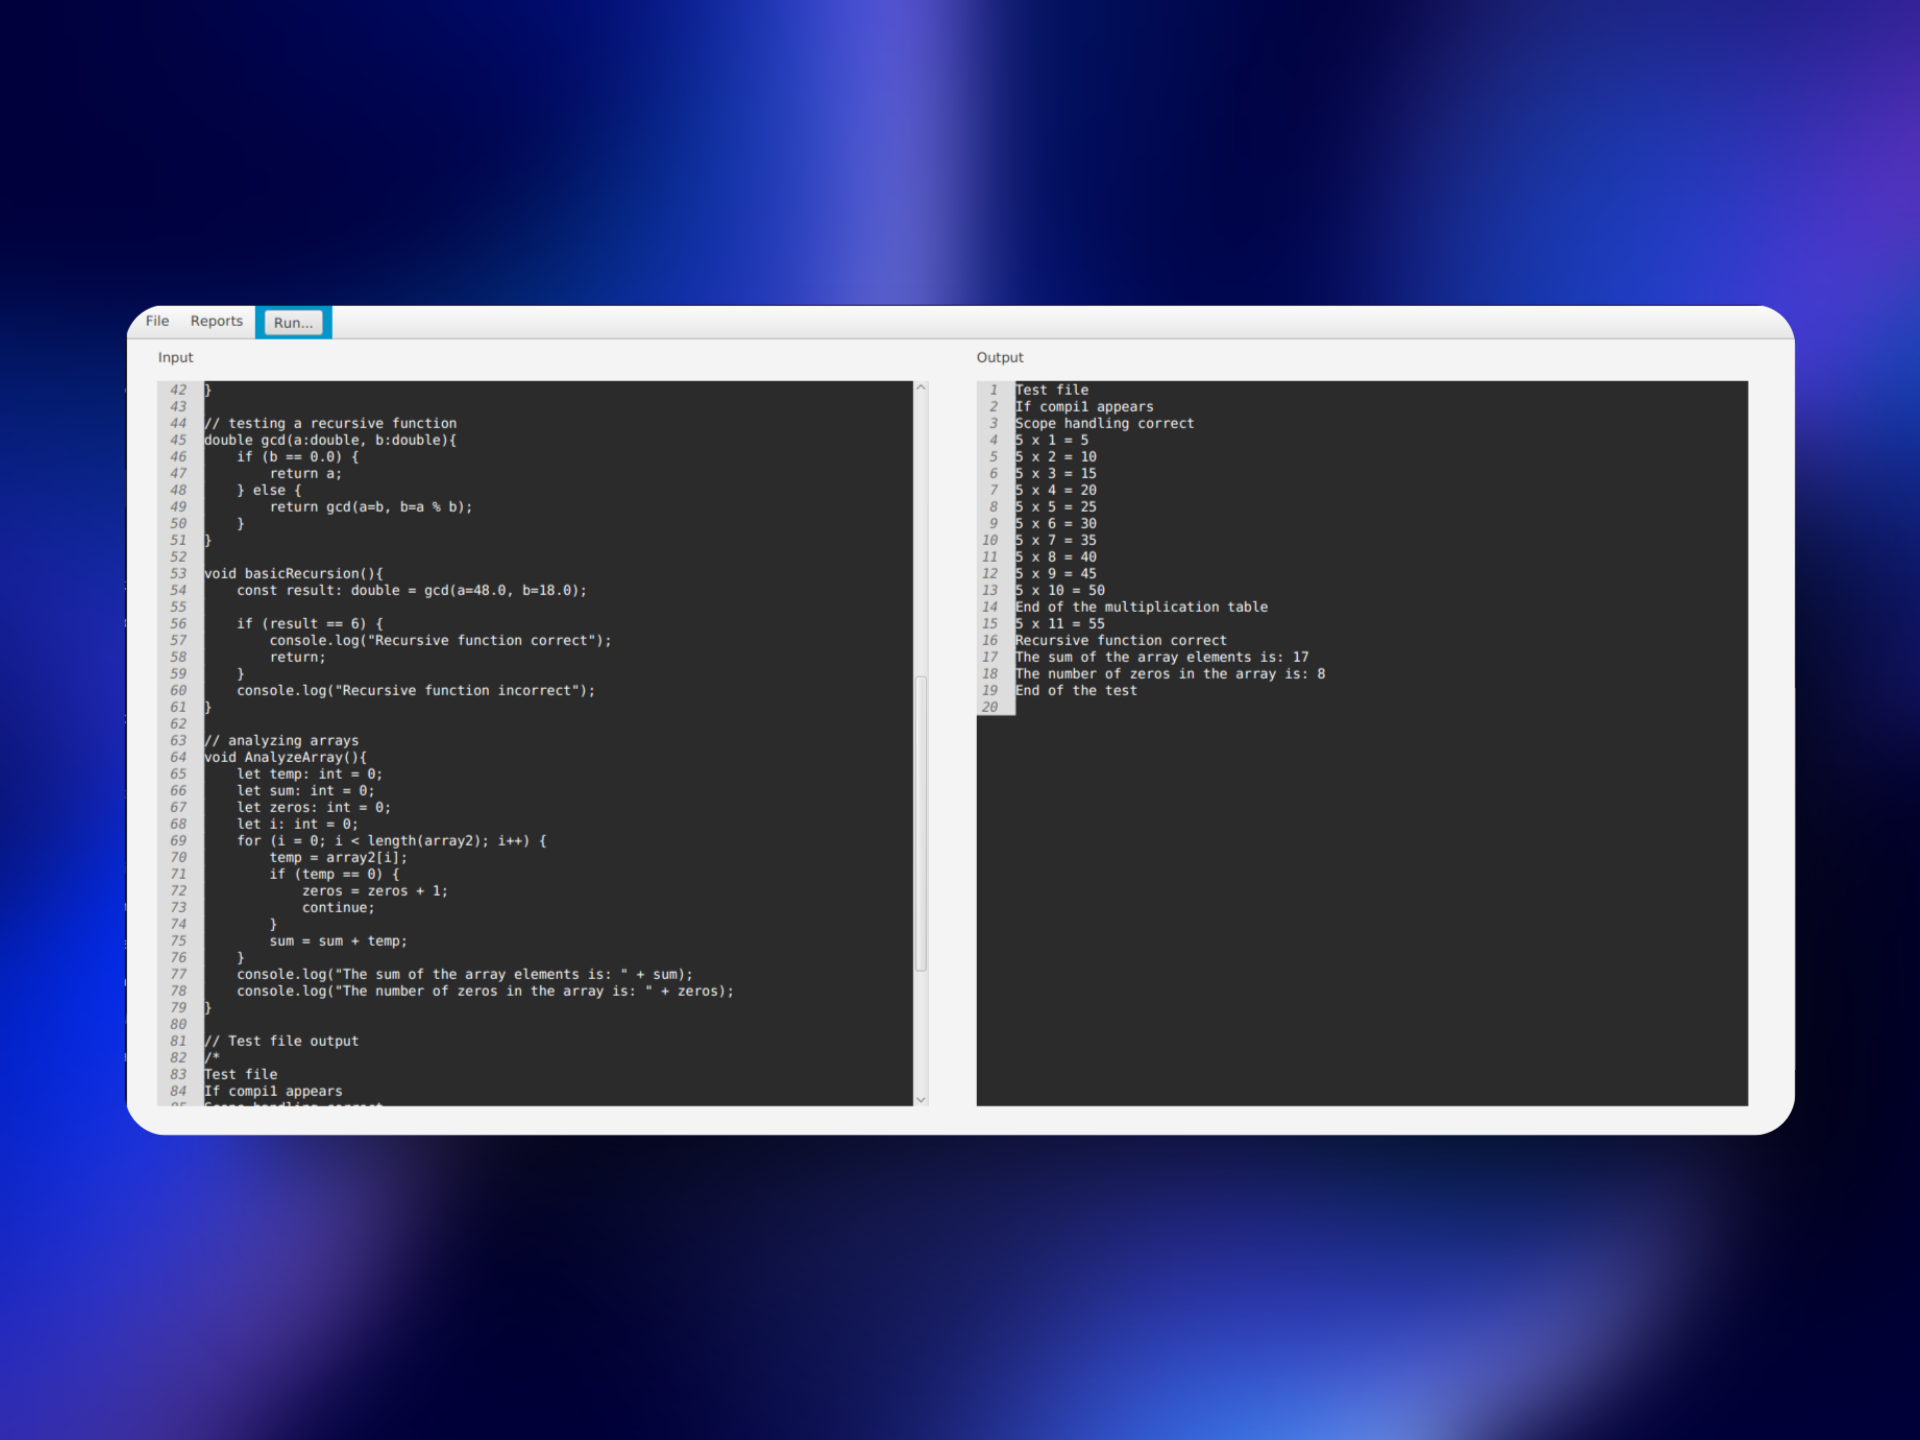 File Reports Run...
Input
42 }
43
44 // testing a recursive function
45 double gcd(a:double, b:double){
46     if (b == 0.0) {
47         return a;
48     } else {
49         return gcd(a=b, b=a % b);
50     }
51 }
52
53 void basicRecursion(){
54     const result: double = gcd(a=48.0, b=18.0);
55
56     if (result == 6) {
57         console.log("Recursive function correct");
58         return;
59     }
60     console.log("Recursive function incorrect");
61 }
62
63 // analyzing arrays
64 void AnalyzeArray(){
65     let temp: int = 0;
66     let sum: int = 0;
67     let zeros: int = 0;
68     let i: int = 0;
69     for (i = 0; i < length(array2); i++) {
70         temp = array2[i];
71         if (temp == 0) {
72             zeros = zeros + 1;
73             continue;
74         }
75         sum = sum + temp;
76     }
77     console.log("The sum of the array elements is: " + sum);
78     console.log("The number of zeros in the array is: " + zeros);
79 }
80
81 // Test file output
82 /*
83 Test file
84 If compi1 appears
85 Scope handling correct
Output
1 Test file
2 If compi1 appears
3 Scope handling correct
4 5 x 1 = 5
5 5 x 2 = 10
6 5 x 3 = 15
7 5 x 4 = 20
8 5 x 5 = 25
9 5 x 6 = 30
10 5 x 7 = 35
11 5 x 8 = 40
12 5 x 9 = 45
13 5 x 10 = 50
14 End of the multiplication table
15 5 x 11 = 55
16 Recursive function correct
17 The sum of the array elements is: 17
18 The number of zeros in the array is: 8
19 End of the test
20